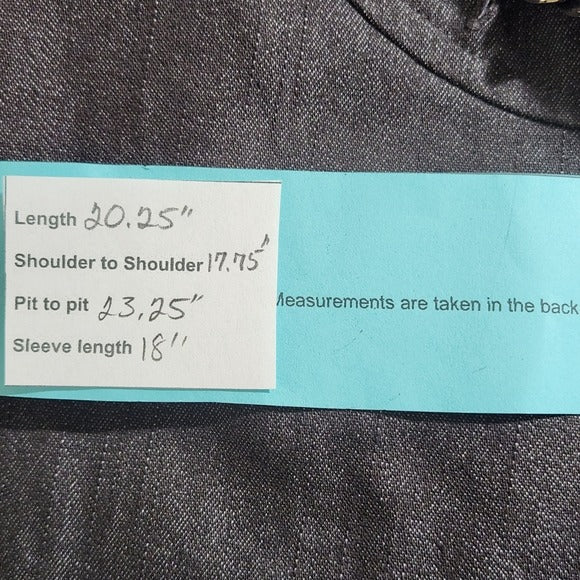 Length 20.25"
Shoulder to Shoulder 17.75"
Pit to pit 23,25"
Sleeve length 18"
Measurements are taken in the back